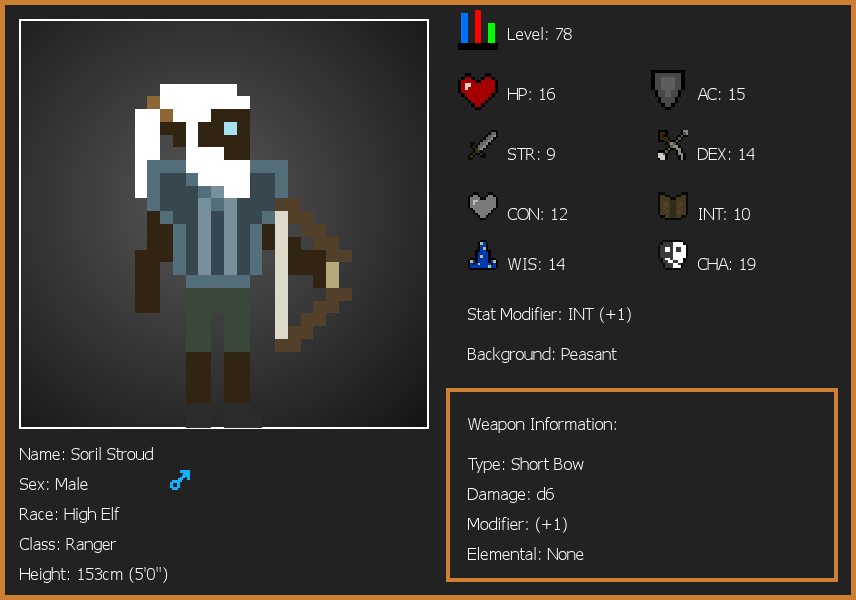 Level: 78
HP: 16
AC: 15
STR: 9
DEX: 14
CON: 12
INT: 10
WIS: 14
CHA: 19
Stat Modifier: INT (+1)
Background: Peasant
Weapon Information:
Type: Short Bow
Damage: d6
Modifier: (+1)
Elemental: None
Name: Soril Stroud
Sex: Male
Race: High Elf
Class: Ranger
Height: 153cm (5'0")